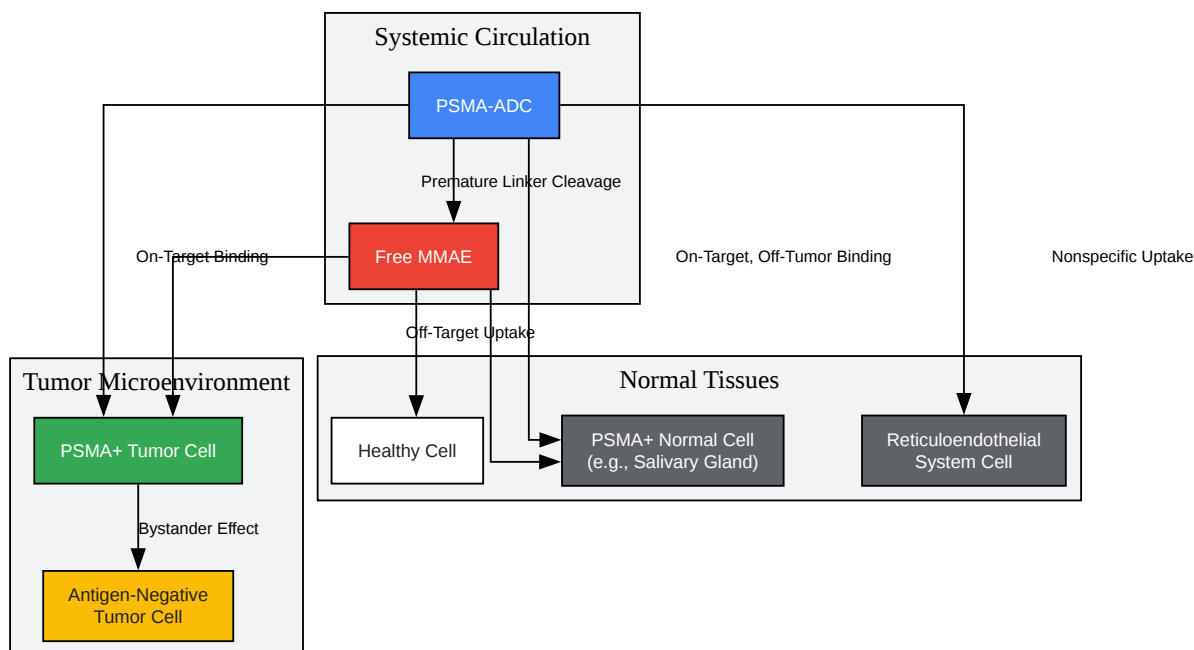 Systemic Circulation
PSMA-ADC
Premature Linker Cleavage
Free MMAE
On-Target Binding
On-Target, Off-Tumor Binding
Nonspecific Uptake
Off-Target Uptake
Tumor Microenvironment
Normal Tissues
PSMA+ Tumor Cell
Healthy Cell
PSMA+ Normal Cell
(e.g., Salivary Gland)
Reticuloendothelial
System Cell
Bystander Effect
Antigen-Negative
Tumor Cell